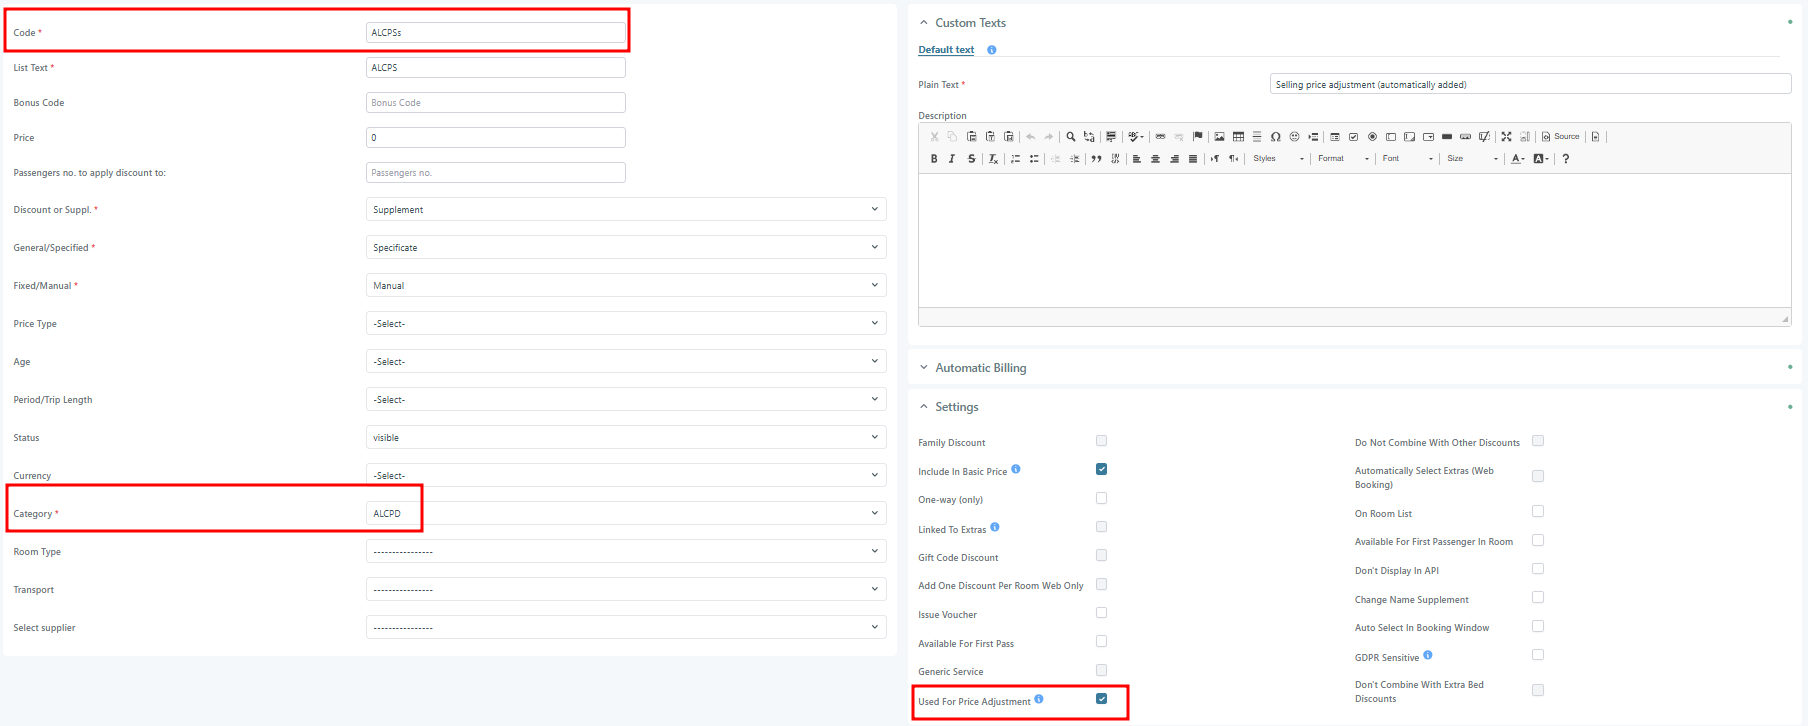 Code * ALCPSs
List Text * ALCPS
Bonus Code Bonus Code
Price 0
Passengers no. to apply discount to: Passengers no.
Discount or Suppl. * Supplement
General/Specified * Specificate
Fixed/Manual * Manual
Price Type -Select-
Age -Select-
Period/Trip Length -Select-
Status visible
Currency -Select-
Category * ALCPD
Room Type ----------------
Transport ----------------
Select supplier ----------------
Custom Texts
Default text
Plain Text * Selling price adjustment (automatically added)
Description
Source
B I S Styles Format Font Size A A ?
Automatic Billing
Settings
Family Discount
Include In Basic Price
One-way (only)
Linked To Extras
Gift Code Discount
Add One Discount Per Room Web Only
Issue Voucher
Available For First Pass
Generic Service
Used For Price Adjustment
Do Not Combine With Other Discounts
Automatically Select Extras (Web
Booking)
On Room List
Available For First Passenger In Room
Don't Display In API
Change Name Supplement
Auto Select In Booking Window
GDPR Sensitive
Don't Combine With Extra Bed
Discounts